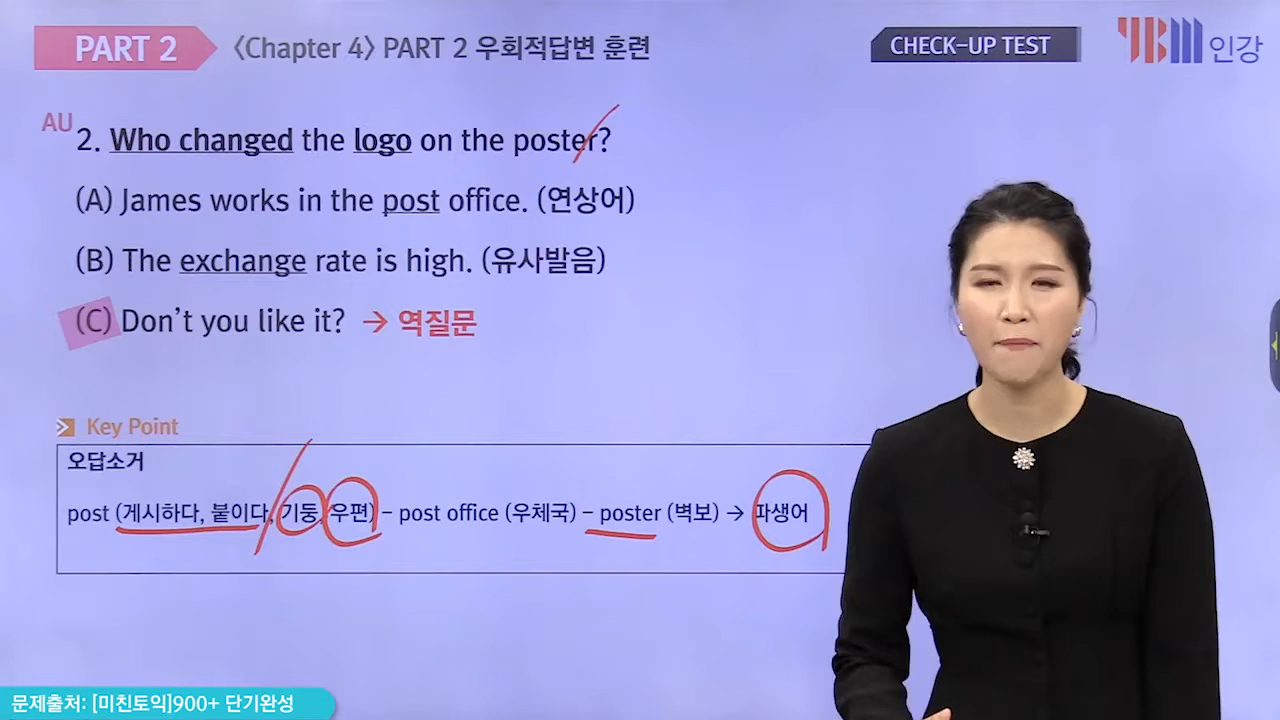 PART 2
〈Chapter 4〉 PART 2 우회적답변 훈련
CHECK-UP TEST
YBM 인강
AU
2. Who changed the logo on the poster?
(A) James works in the post office. (연상어)
(B) The exchange rate is high. (유사발음)
(C) Don't you like it? → 역질문
Key Point
오답소거
post (게시하다, 붙이다, 기둥, 우편) - post office (우체국) - poster (벽보) → 파생어
문제출처: [미친토익]900+ 단기완성